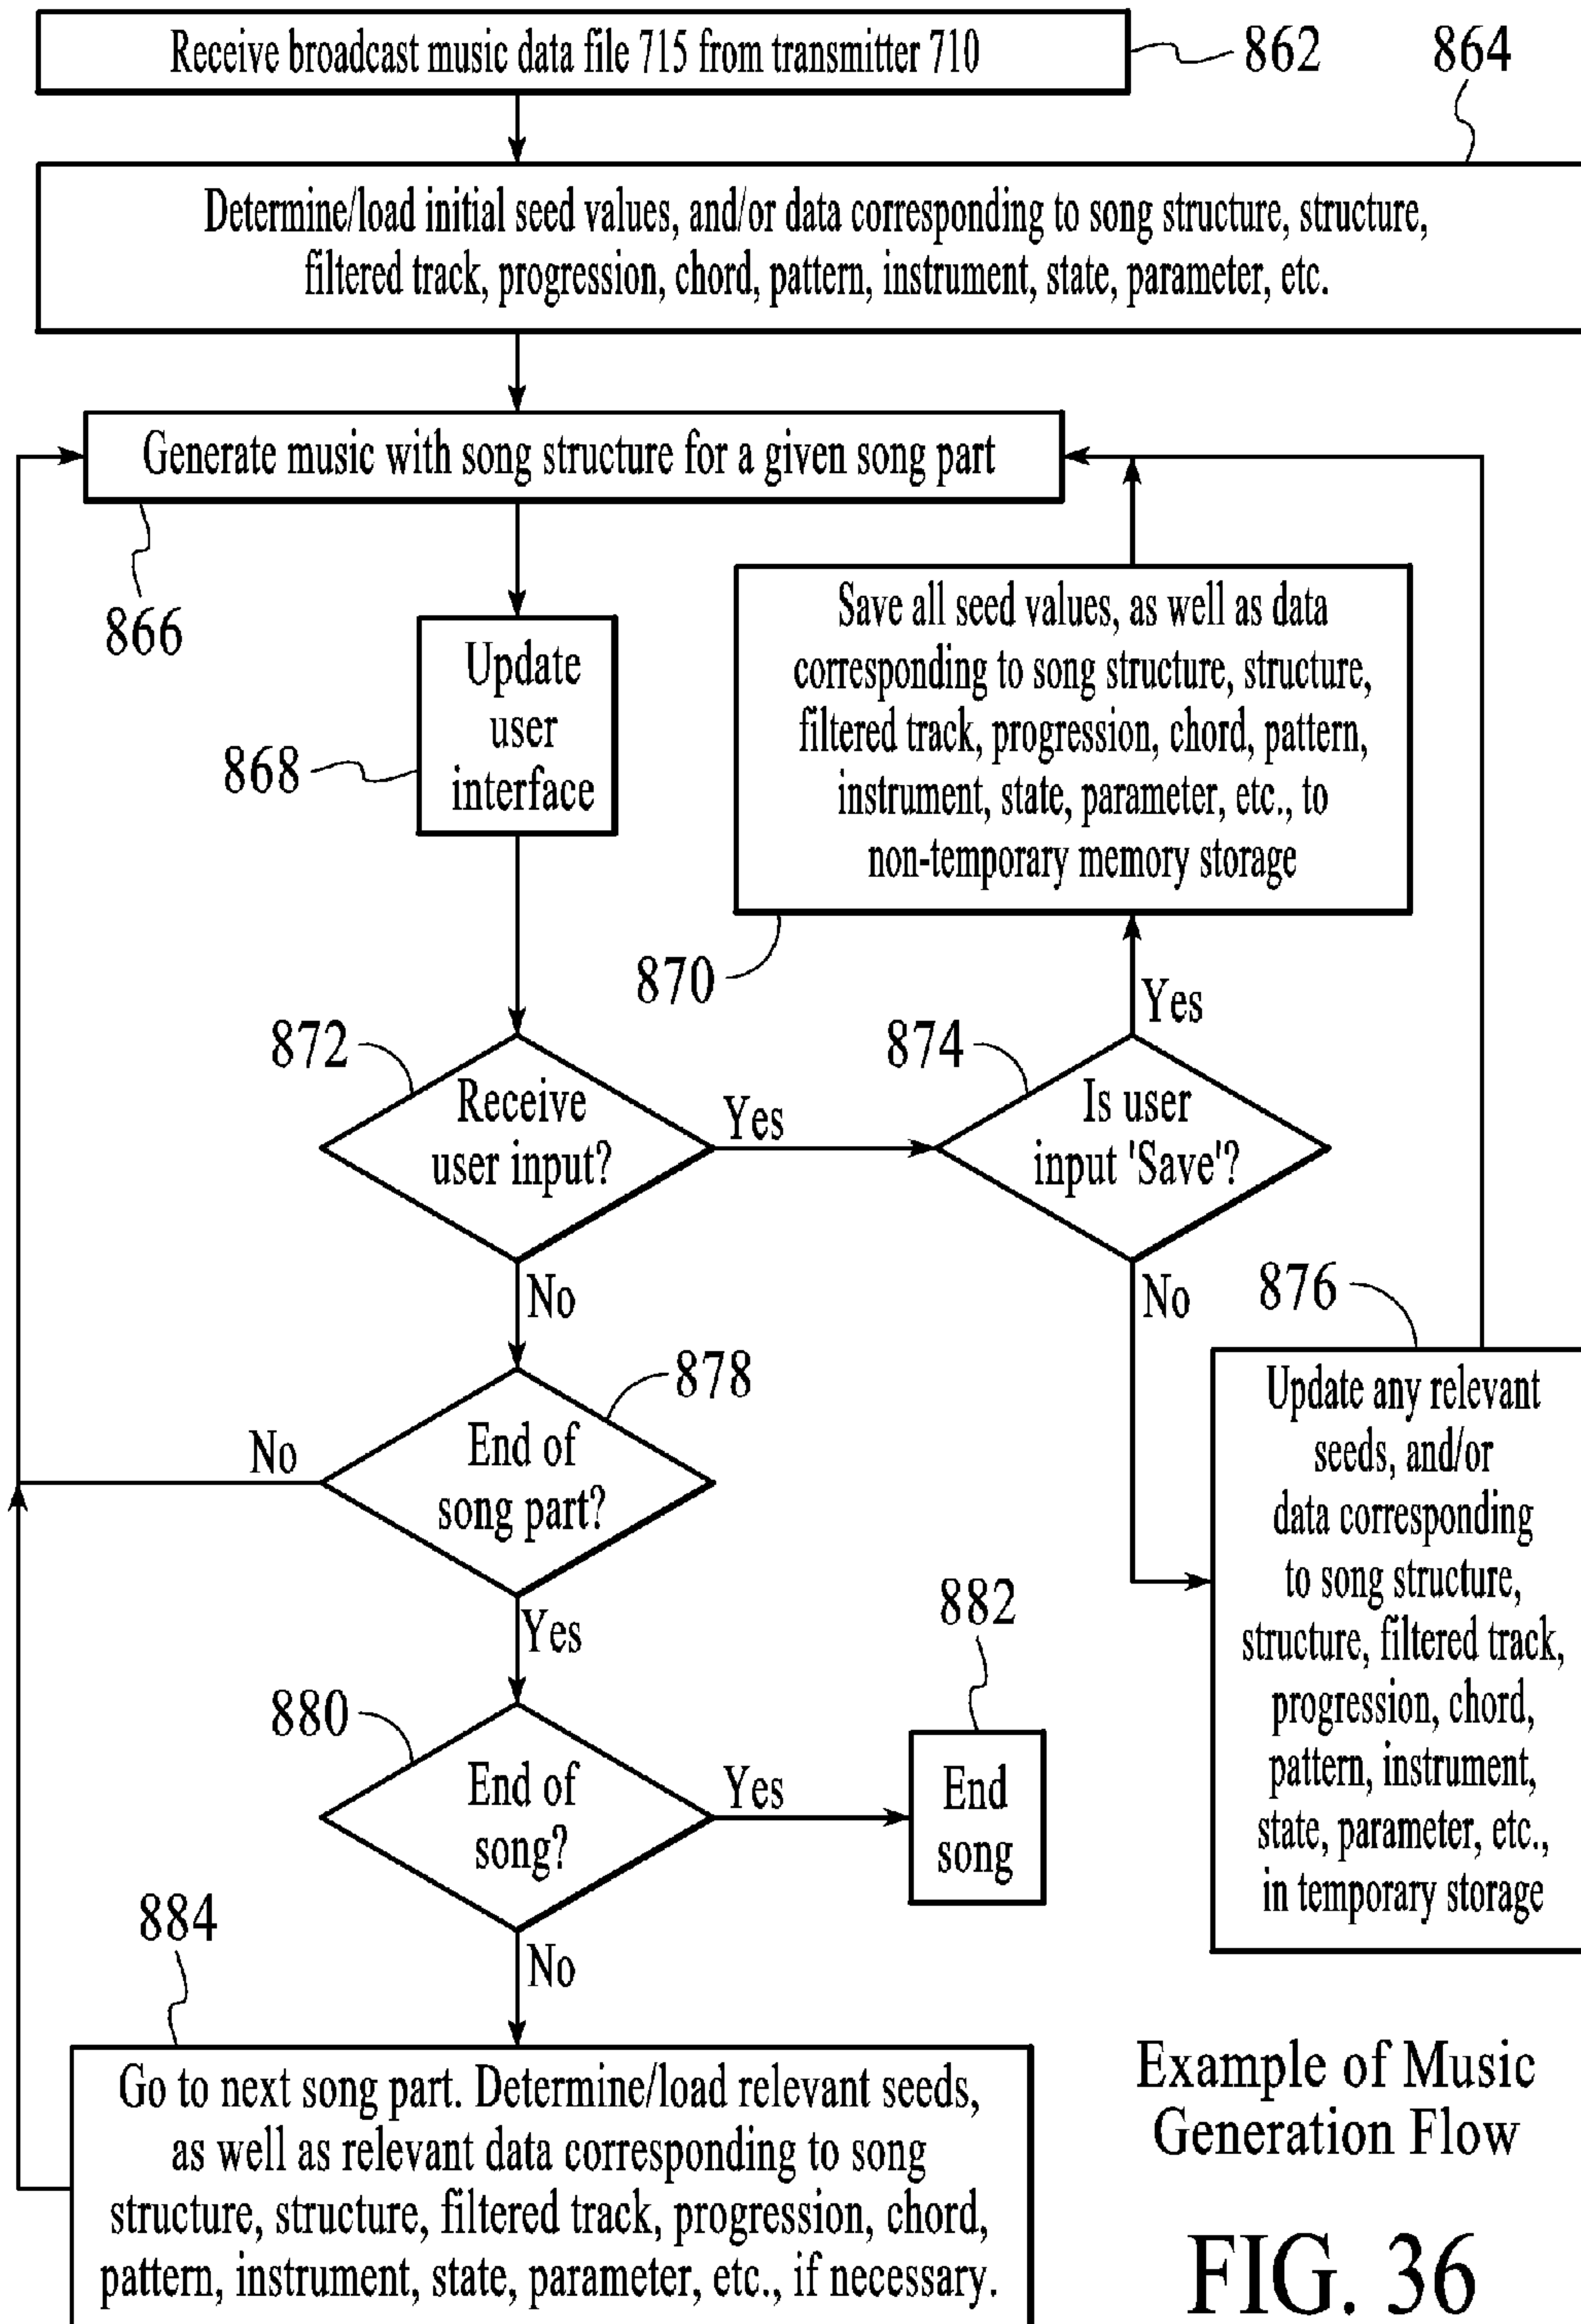 Receive broadcast music data file 715 from transmitter 710
862
864
Determine/load initial seed values, and/or data corresponding to song structure, structure,
filtered track, progression, chord, pattern, instrument, state, parameter, etc.
Generate music with song structure for a given song part
866
Update
user
interface
868
Save all seed values, as well as data
corresponding to song structure, structure,
filtered track, progression, chord, pattern,
instrument, state, parameter, etc., to
non-temporary memory storage
870
Yes
872
Receive
user input?
Yes
874
Is user
input 'Save'?
No
No
876
Update any relevant
seeds, and/or
data corresponding
to song structure,
structure, filtered track,
progression, chord,
pattern, instrument,
state, parameter, etc.,
in temporary storage
878
End of
song part?
No
Yes
880
End of
song?
Yes
882
End
song
No
884
Go to next song part. Determine/load relevant seeds,
as well as relevant data corresponding to song
structure, structure, filtered track, progression, chord,
pattern, instrument, state, parameter, etc., if necessary.
Example of Music
Generation Flow
FIG. 36